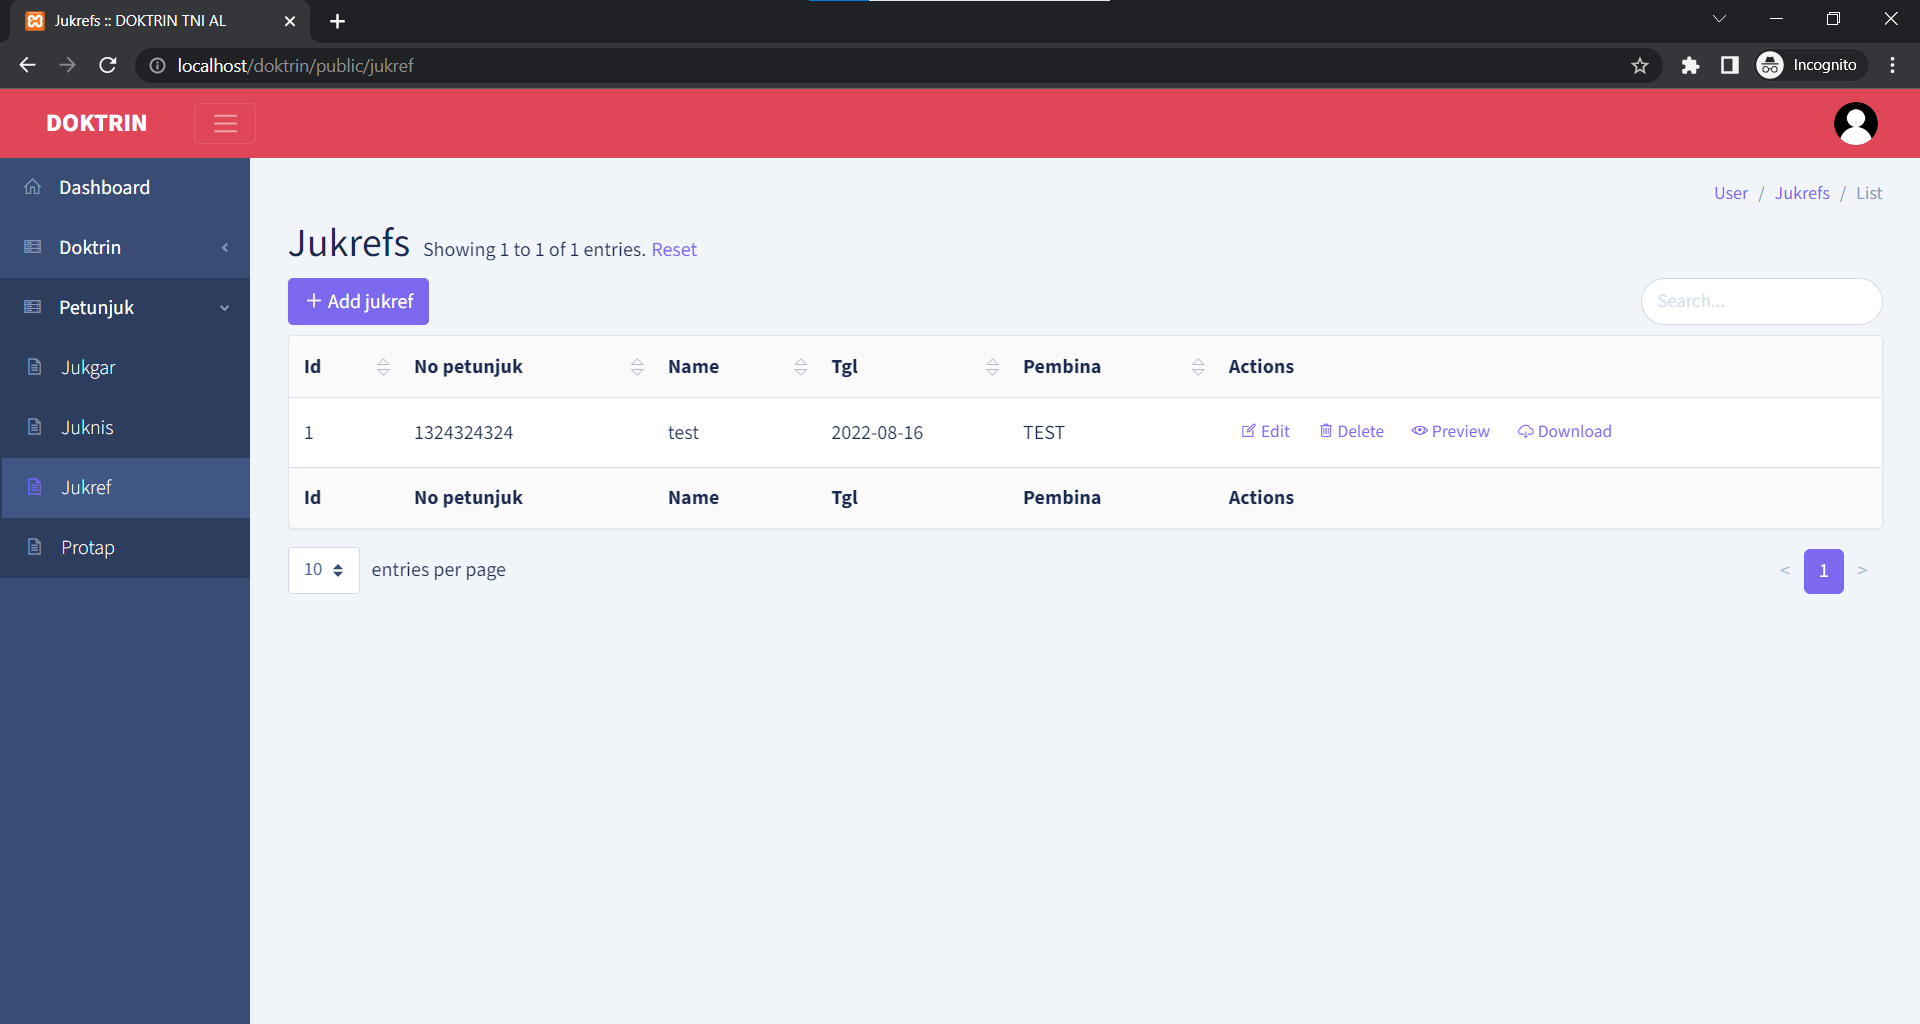 Jukrefs :: DOKTRIN TNI AL
localhost/doktrin/public/jukref
Incognito
DOKTRIN
Dashboard
Doktrin
Petunjuk
Jukgar
Juknis
Jukref
Protap
User / Jukrefs / List
Jukrefs Showing 1 to 1 of 1 entries. Reset
+ Add jukref
Search...
Id No petunjuk Name Tgl Pembina Actions
1 1324324324 test 2022-08-16 TEST Edit Delete Preview Download
Id No petunjuk Name Tgl Pembina Actions
10 entries per page
< 1 >